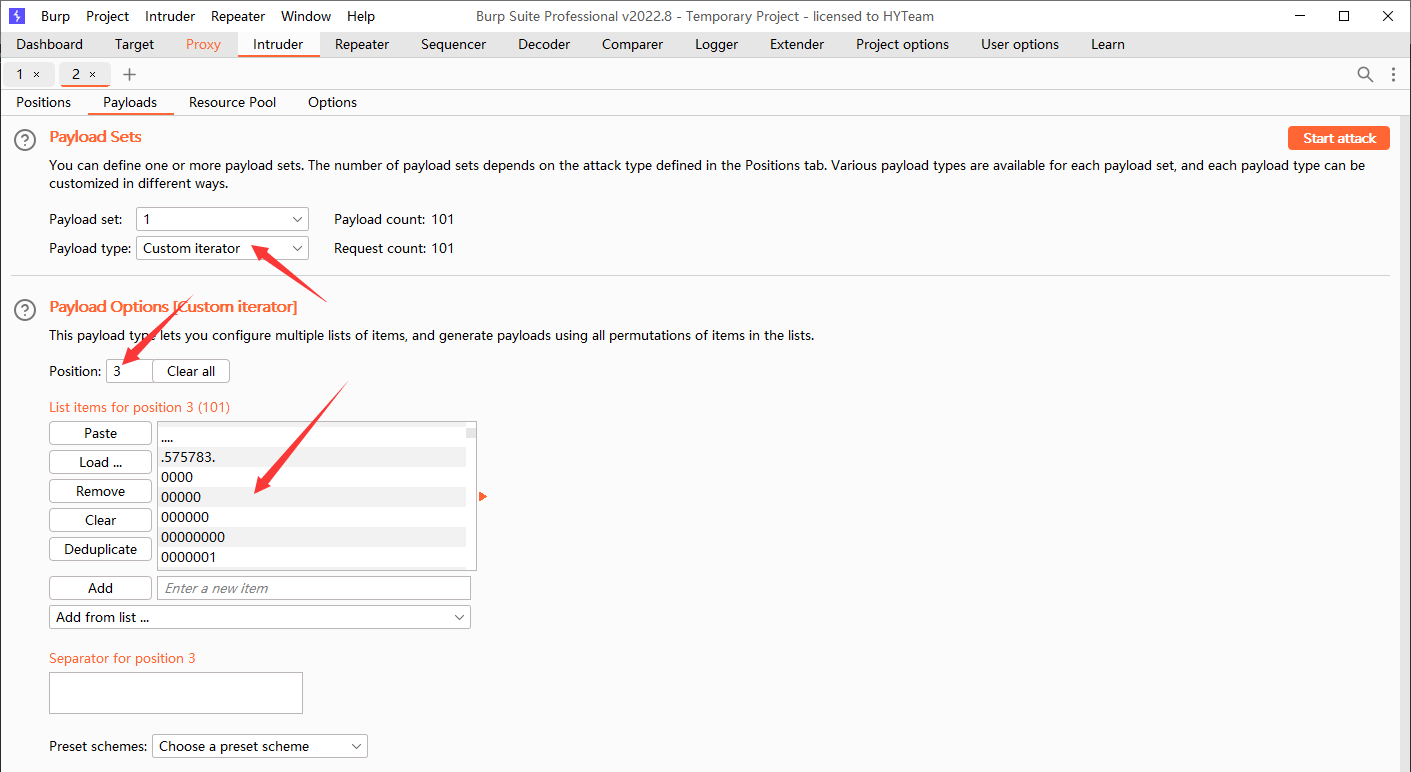 Burp Project Intruder Repeater Window Help Burp Suite Professional v2022.8 - Temporary Project - licensed to HYTeam
Dashboard Target Proxy Intruder Repeater Sequencer Decoder Comparer Logger Extender Project options User options Learn
1 × 2 × +
Positions Payloads Resource Pool Options
? Payload Sets Start attack
You can define one or more payload sets. The number of payload sets depends on the attack type defined in the Positions tab. Various payload types are available for each payload set, and each payload type can be
customized in different ways.
Payload set: 1 Payload count: 101
Payload type: Custom iterator Request count: 101
? Payload Options [Custom iterator]
This payload type lets you configure multiple lists of items, and generate payloads using all permutations of items in the lists.
Position: 3 Clear all
List items for position 3 (101)
Paste ....
.575783.
Load ... 0000
Remove 00000
Clear 000000
00000000
Deduplicate 0000001
Add Enter a new item
Add from list ...
Separator for position 3
Preset schemes: Choose a preset scheme